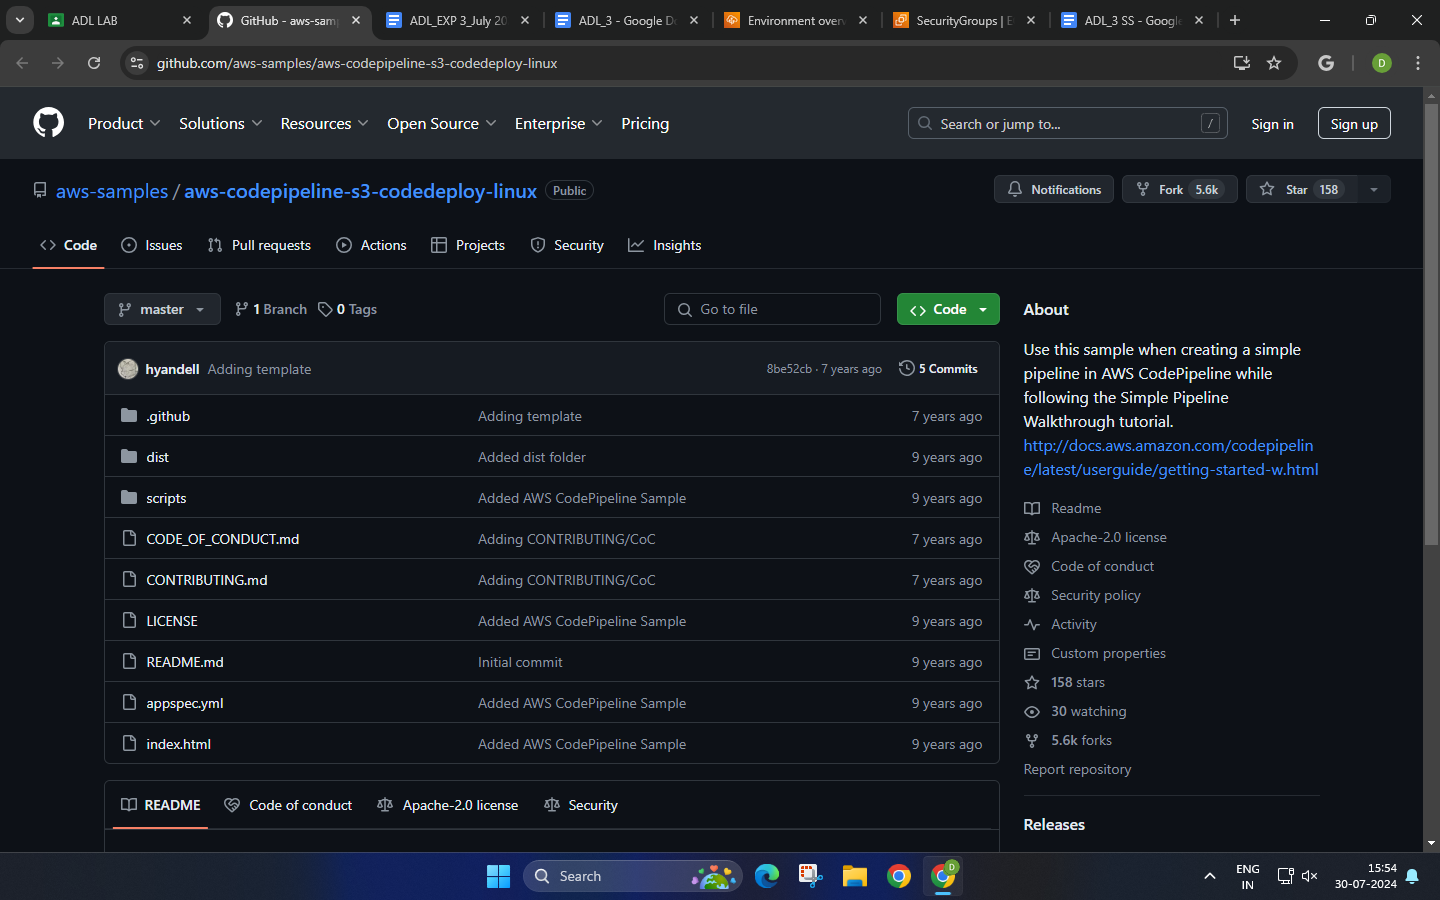 ADL LAB
GitHub - aws-sam
ADL_EXP 3_July 20
ADL_3 - Google Do
Environment over
SecurityGroups | E
ADL_3 SS - Google
github.com/aws-samples/aws-codepipeline-s3-codedeploy-linux
D
Product
Solutions
Resources
Open Source
Enterprise
Pricing
Search or jump to...
/
Sign in
Sign up
aws-samples / aws-codepipeline-s3-codedeploy-linux
Public
Notifications
Fork 5.6k
Star 158
Code
Issues
Pull requests
Actions
Projects
Security
Insights
master
1 Branch
0 Tags
Go to file
Code
hyandell Adding template
8be52cb · 7 years ago
5 Commits
.github Adding template 7 years ago
dist Added dist folder 9 years ago
scripts Added AWS CodePipeline Sample 9 years ago
CODE_OF_CONDUCT.md Adding CONTRIBUTING/CoC 7 years ago
CONTRIBUTING.md Adding CONTRIBUTING/CoC 7 years ago
LICENSE Added AWS CodePipeline Sample 9 years ago
README.md Initial commit 9 years ago
appspec.yml Added AWS CodePipeline Sample 9 years ago
index.html Added AWS CodePipeline Sample 9 years ago
README
Code of conduct
Apache-2.0 license
Security
About
Use this sample when creating a simple
pipeline in AWS CodePipeline while
following the Simple Pipeline
Walkthrough tutorial.
http://docs.aws.amazon.com/codepipelin
e/latest/userguide/getting-started-w.html
Readme
Apache-2.0 license
Code of conduct
Security policy
Activity
Custom properties
158 stars
30 watching
5.6k forks
Report repository
Releases
Search
D
ENG
IN
15:54
30-07-2024